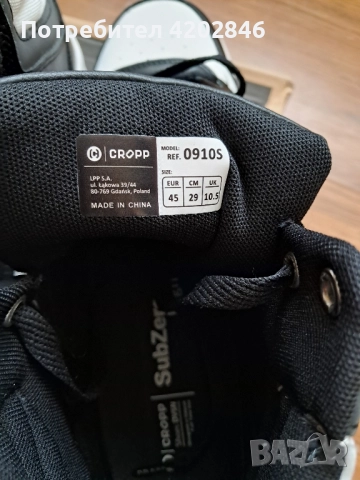 Потребител 4202846
CROPP
LPP S.A.
ul. Łąkowa 39/44
80-769 Gdańsk, Poland
MADE IN CHINA
MODEL:
REF. 0910S
SIZE:
EUR CM UK
45 29 10.5
CROPP SubZer
BAZAR